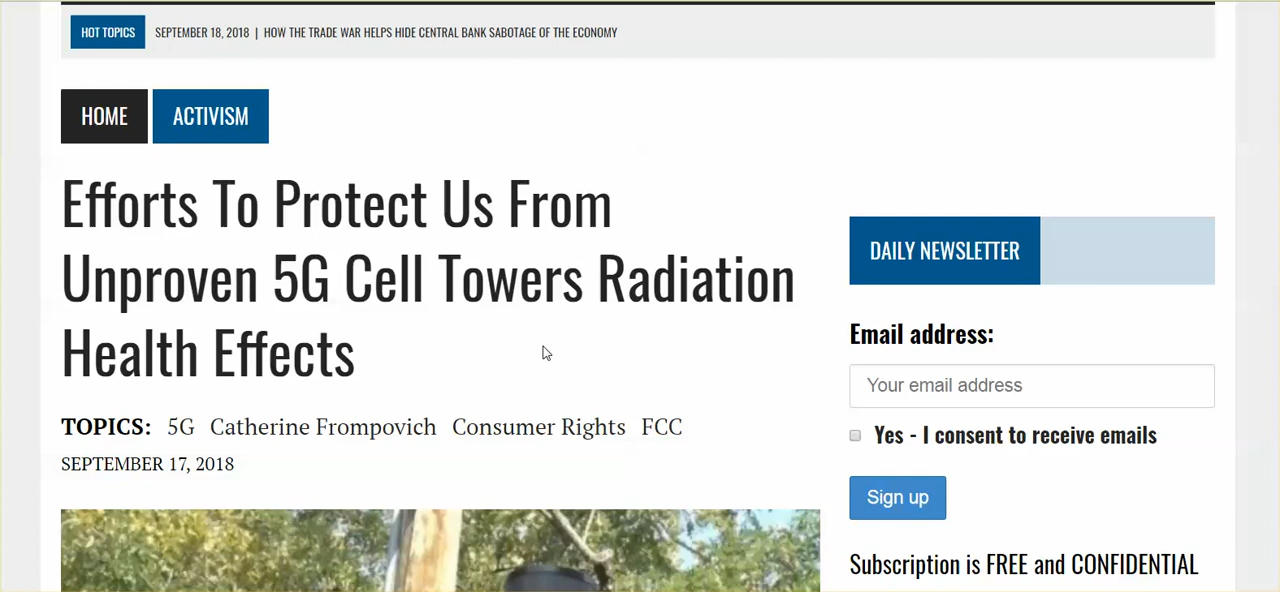 HOT TOPICS SEPTEMBER 18, 2018 | HOW THE TRADE WAR HELPS HIDE CENTRAL BANK SABOTAGE OF THE ECONOMY
HOME ACTIVISM
Efforts To Protect Us From
Unproven 5G Cell Towers Radiation
Health Effects
TOPICS: 5G Catherine Frompovich Consumer Rights FCC
SEPTEMBER 17, 2018
DAILY NEWSLETTER
Email address:
Your email address
Yes - I consent to receive emails
Sign up
Subscription is FREE and CONFIDENTIAL